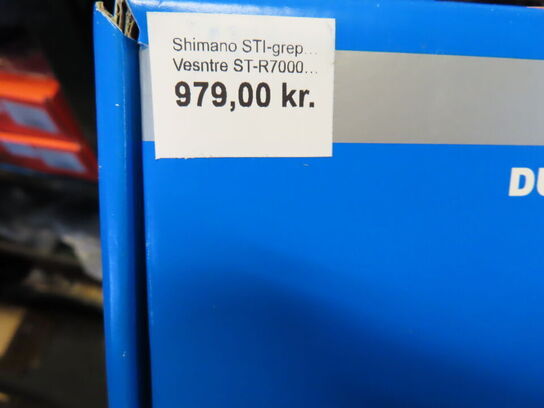 Shimano STI-grep...
Vesntre ST-R7000...
979,00 kr.
DU